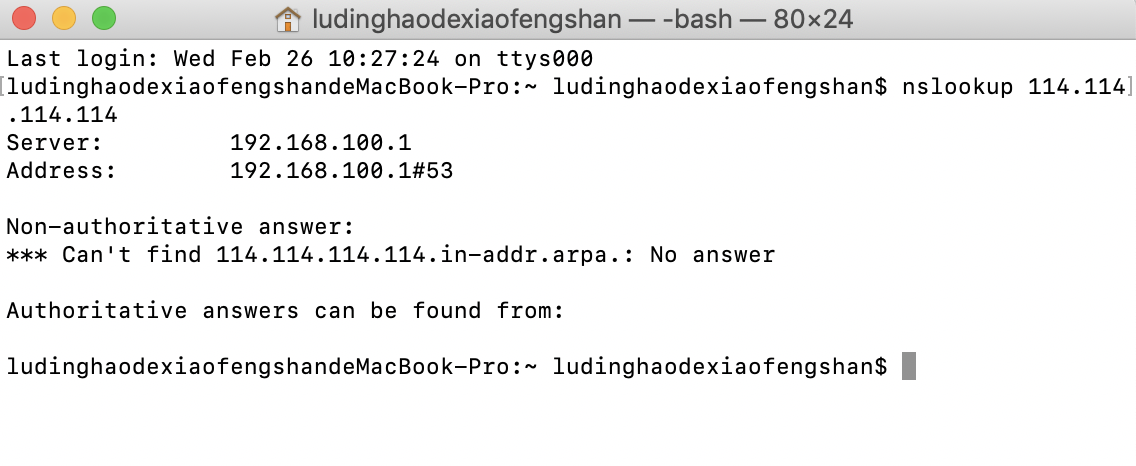 ludinghaodexiaofengshan — -bash — 80×24
Last login: Wed Feb 26 10:27:24 on ttys000
[ludinghaodexiaofengshandeMacBook-Pro:~ ludinghaodexiaofengshan$ nslookup 114.114]
.114.114
Server:         192.168.100.1
Address:        192.168.100.1#53

Non-authoritative answer:
*** Can't find 114.114.114.114.in-addr.arpa.: No answer

Authoritative answers can be found from:

ludinghaodexiaofengshandeMacBook-Pro:~ ludinghaodexiaofengshan$